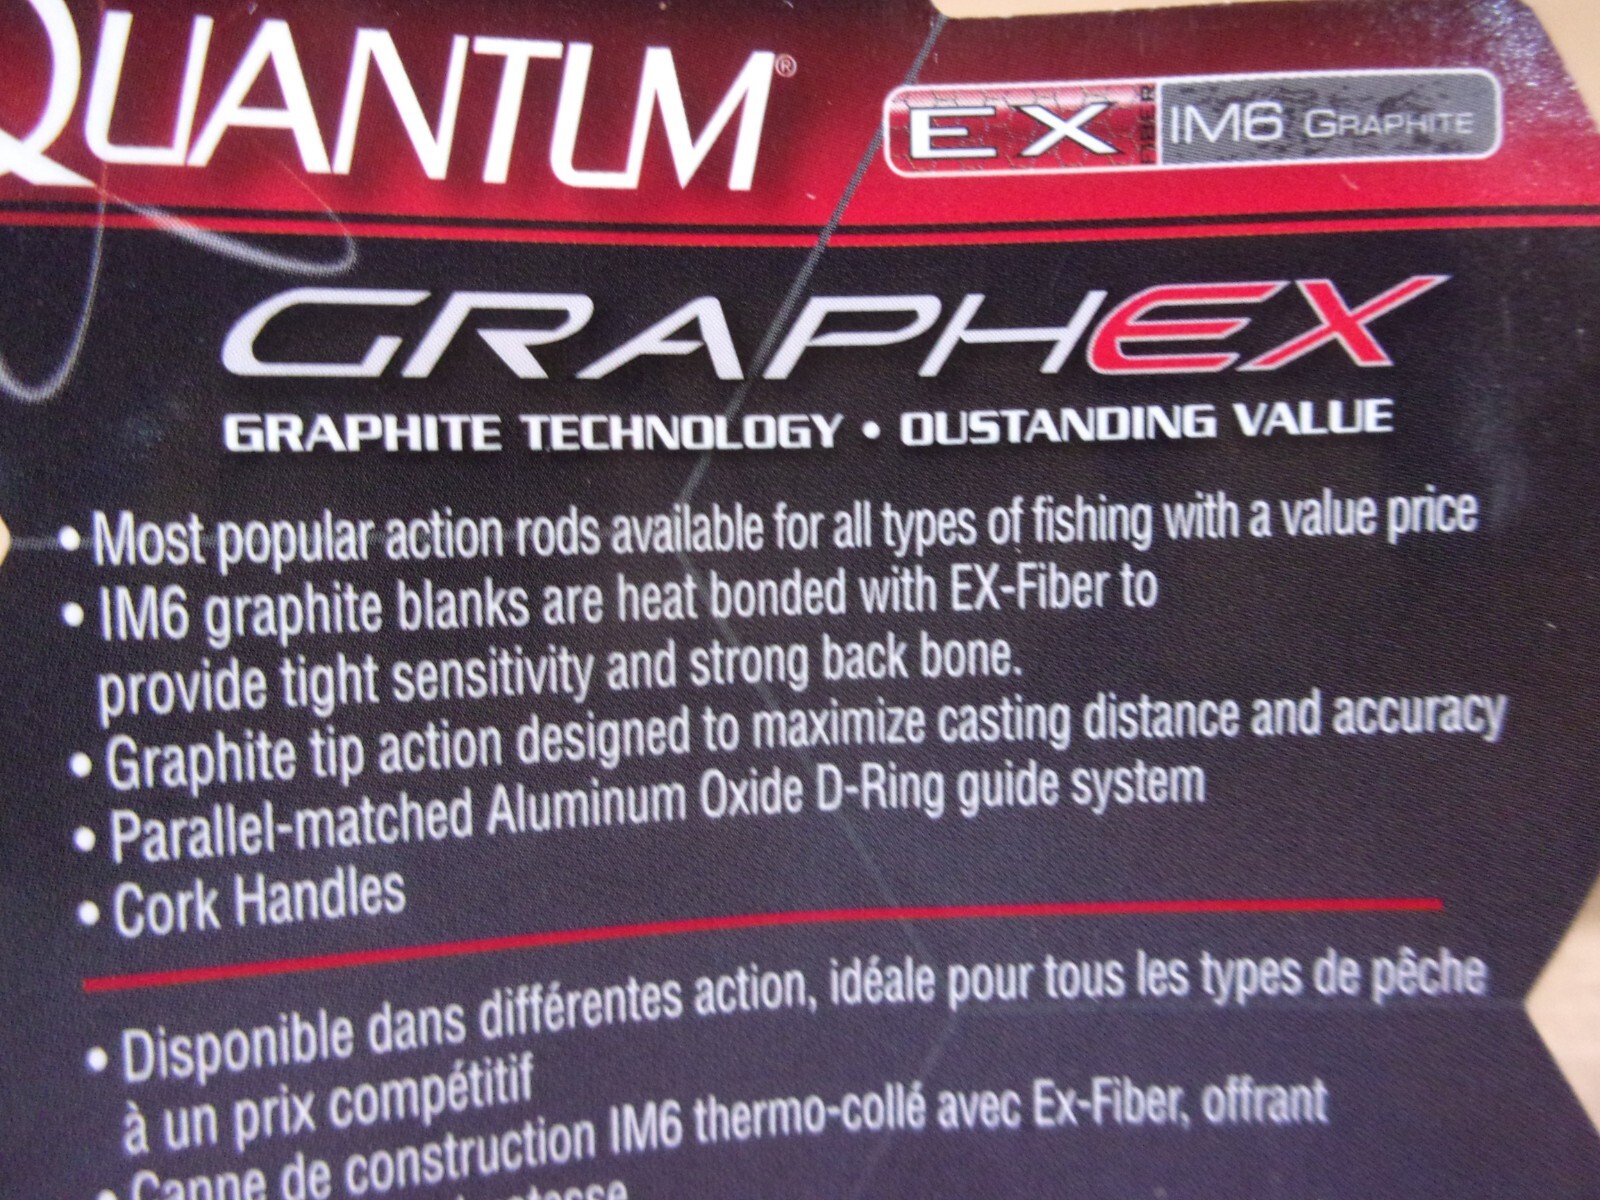 QUANTUM®
EX FIBER IM6 GRAPHITE
GRAPHEX
GRAPHITE TECHNOLOGY • OUSTANDING VALUE
• Most popular action rods available for all types of fishing with a value price
• IM6 graphite blanks are heat bonded with EX-Fiber to
provide tight sensitivity and strong back bone.
• Graphite tip action designed to maximize casting distance and accuracy
• Parallel-matched Aluminum Oxide D-Ring guide system
• Cork Handles
• Disponible dans différentes action, idéale pour tous les types de pêche
à un prix compétitif
• Canne de construction IM6 thermo-collé avec Ex-Fiber, offrant